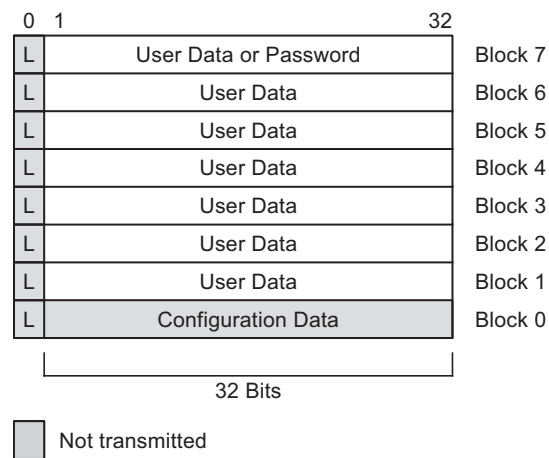 0 1 32
L User Data or Password Block 7
L User Data Block 6
L User Data Block 5
L User Data Block 4
L User Data Block 3
L User Data Block 2
L User Data Block 1
L Configuration Data Block 0
32 Bits
Not transmitted